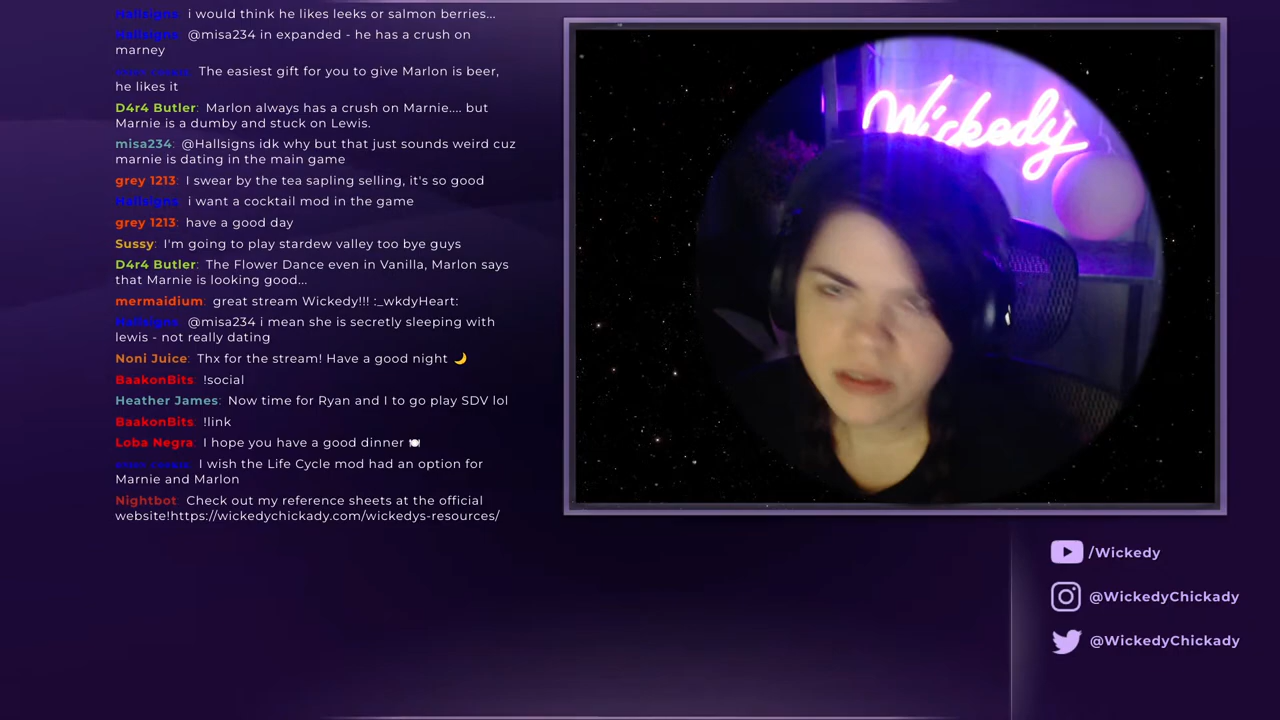 Hallsigns: i would think he likes leeks or salmon berries...
Hallsigns: @misa234 in expanded - he has a crush on
marney
The easiest gift for you to give Marlon is beer,
he likes it
D4r4 Butler: Marlon always has a crush on Marnie.... but
Marnie is a dumby and stuck on Lewis.
misa234: @Hallsigns idk why but that just sounds weird cuz
marnie is dating in the main game
grey 1213: I swear by the tea sapling selling, it's so good
Hallsigns: i want a cocktail mod in the game
grey 1213: have a good day
Sussy: I'm going to play stardew valley too bye guys
D4r4 Butler: The Flower Dance even in Vanilla, Marlon says
that Marnie is looking good...
mermaidium: great stream Wickedy!!! :_wkdyHeart:
Hallsigns: @misa234 i mean she is secretly sleeping with
lewis - not really dating
Noni Juice: Thx for the stream! Have a good night 🌙
BaakonBits: !social
Heather James: Now time for Ryan and I to go play SDV lol
BaakonBits: !link
Loba Negra: I hope you have a good dinner 🍽
I wish the Life Cycle mod had an option for
Marnie and Marlon
Nightbot: Check out my reference sheets at the official
website!https://wickedychickady.com/wickedys-resources/
Wickedy
/Wickedy
@WickedyChickady
@WickedyChickady